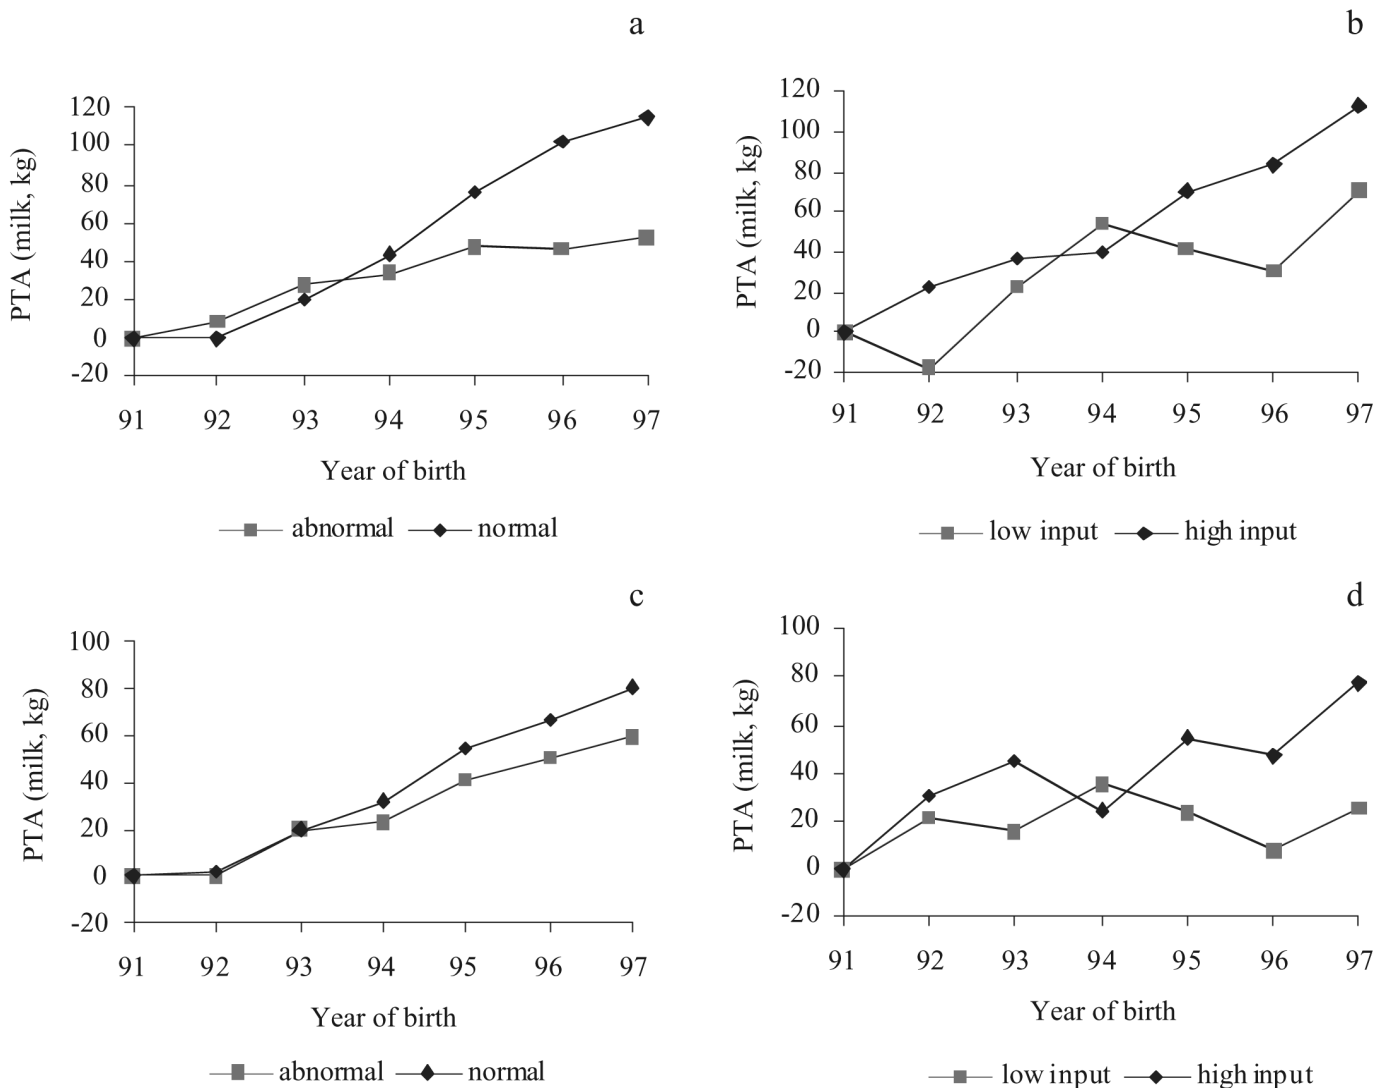 a
PTA (milk, kg)
120
100
80
60
40
20
0
-20
91 92 93 94 95 96 97
Year of birth
abnormal normal
b
PTA (milk, kg)
120
100
80
60
40
20
0
-20
91 92 93 94 95 96 97
Year of birth
low input high input
c
PTA (milk, kg)
100
80
60
40
20
0
-20
91 92 93 94 95 96 97
Year of birth
abnormal normal
d
PTA (milk, kg)
100
80
60
40
20
0
-20
91 92 93 94 95 96 97
Year of birth
low input high input